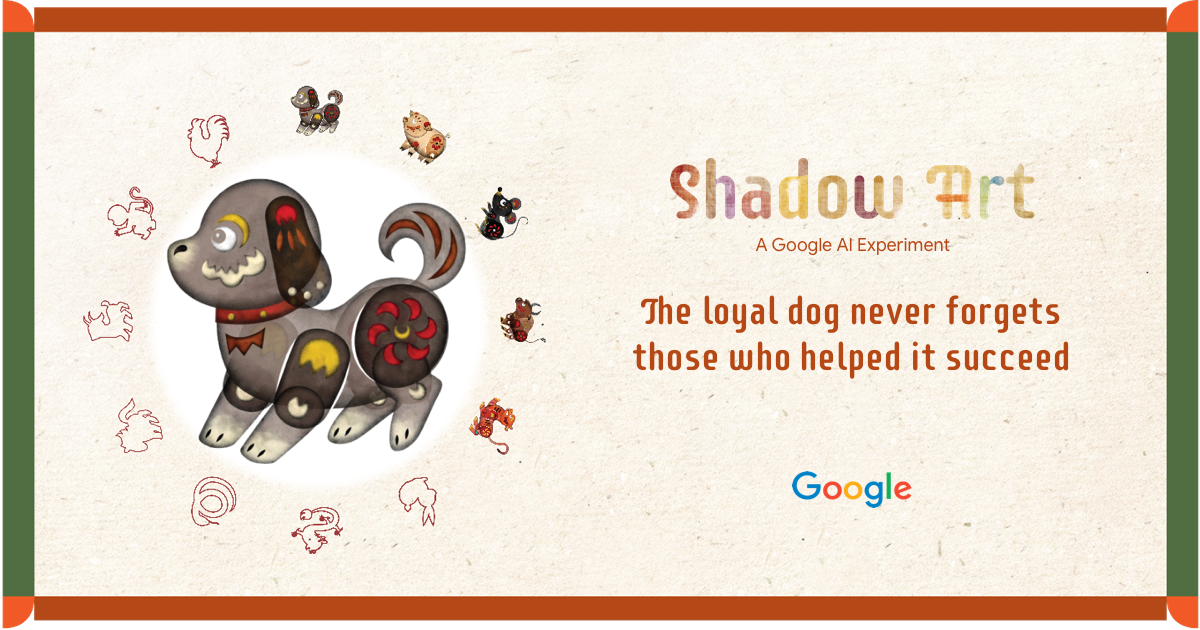 Shadow Art
A Google AI Experiment
The loyal dog never forgets
those who helped it succeed
Google